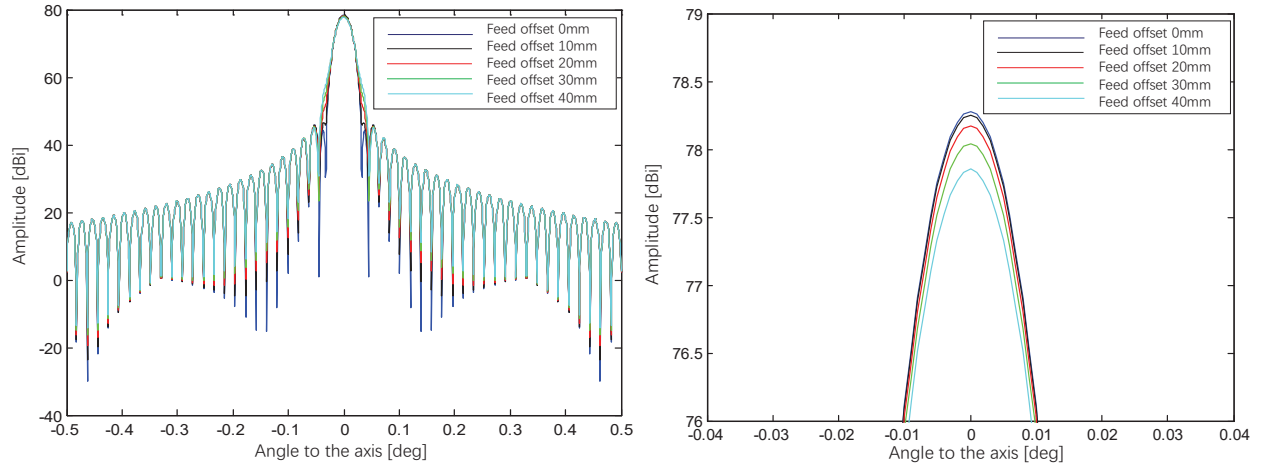 80
60
40
20
0
-20
-40
Amplitude [dBi]
Feed offset 0mm
Feed offset 10mm
Feed offset 20mm
Feed offset 30mm
Feed offset 40mm
-0.5 -0.4 -0.3 -0.2 -0.1 0 0.1 0.2 0.3 0.4 0.5
Angle to the axis [deg]
79
78.5
78
77.5
77
76.5
76
Amplitude [dBi]
Feed offset 0mm
Feed offset 10mm
Feed offset 20mm
Feed offset 30mm
Feed offset 40mm
-0.04 -0.03 -0.02 -0.01 0 0.01 0.02 0.03 0.04
Angle to the axis [deg]